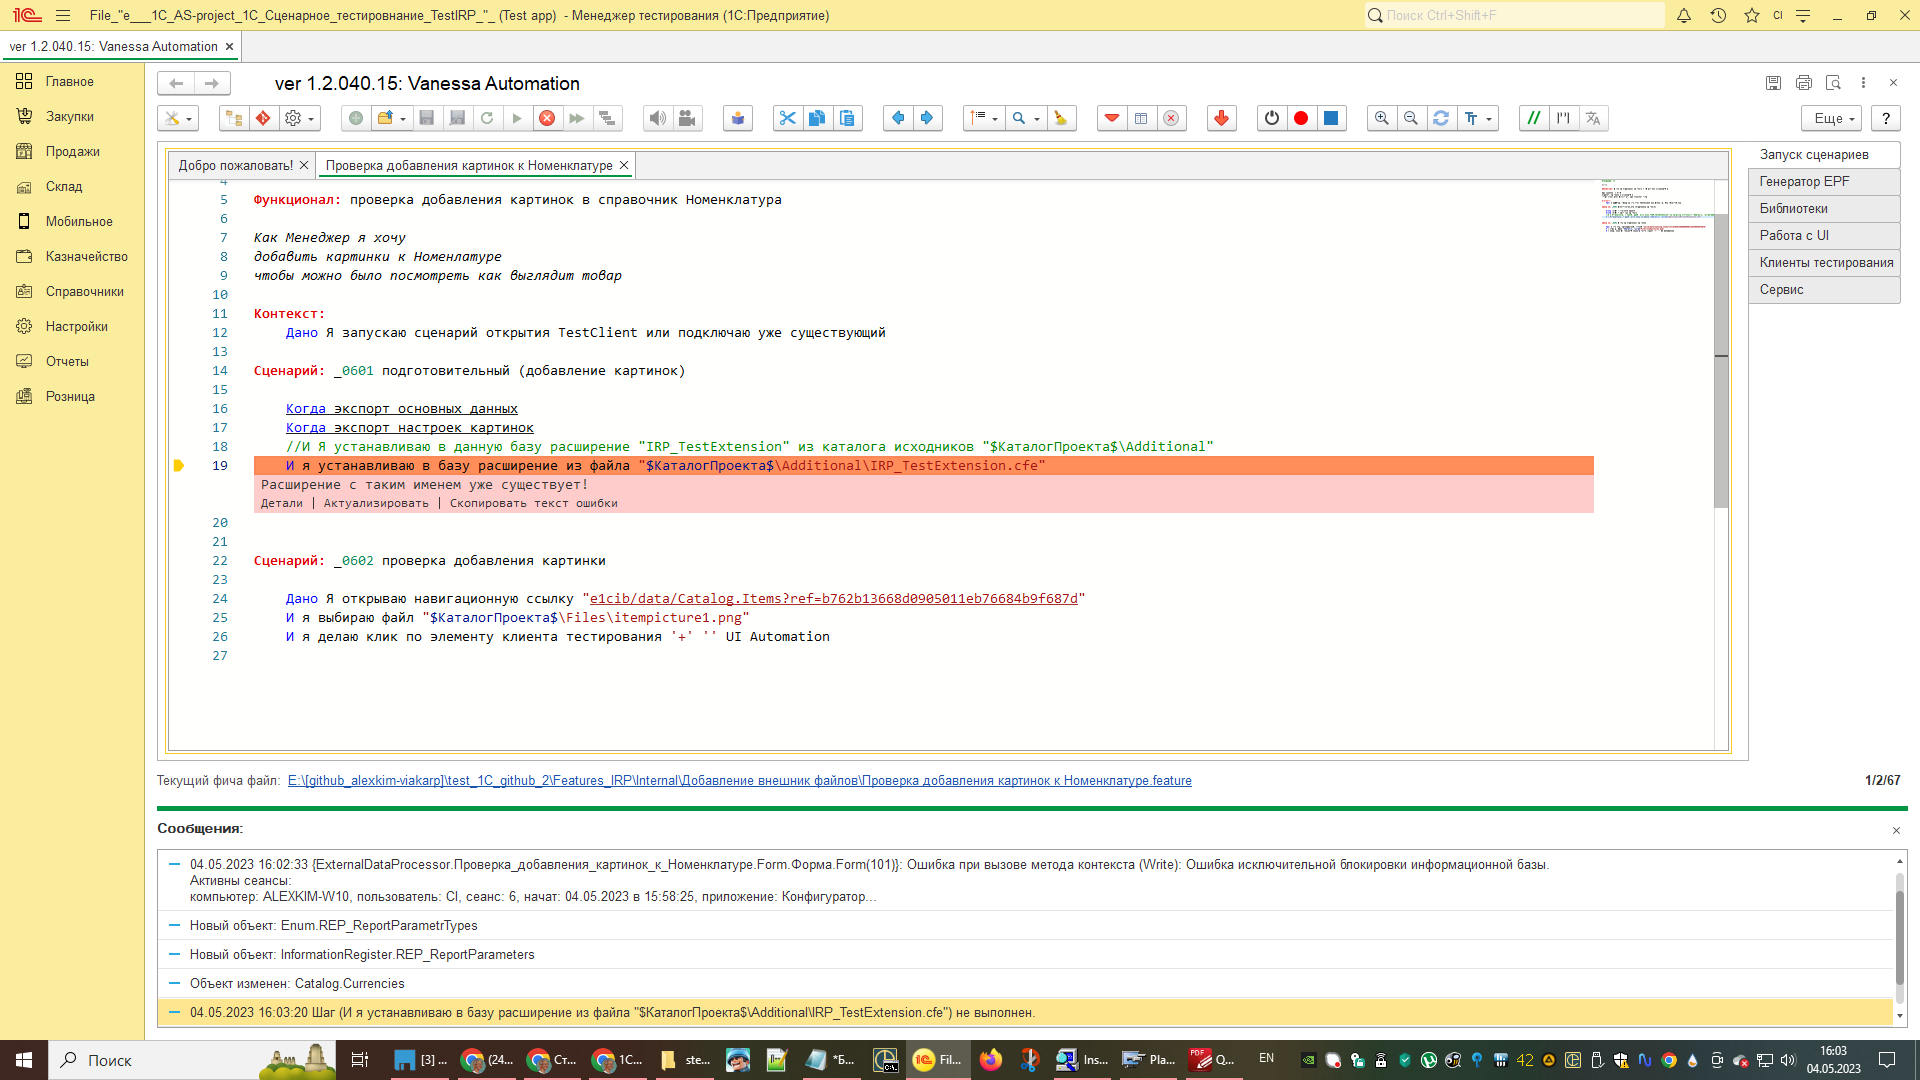 File_"e___1C_AS-project_1C_Сценарное_тестировнание_TestIRP_"_ (Test app) - Менеджер тестирования (1С:Предприятие)
Поиск Ctrl+Shift+F
CI
ver 1.2.040.15: Vanessa Automation
Главное
Закупки
Продажи
Склад
Мобильное
Казначейство
Справочники
Настройки
Отчеты
Розница
ver 1.2.040.15: Vanessa Automation
Еще
?
Добро пожаловать!
Проверка добавления картинок к Номенклатуре
4
5 Функционал: проверка добавления картинок в справочник Номенклатура
6
7 Как Менеджер я хочу
8 добавить картинки к Номенлатуре
9 чтобы можно было посмотреть как выглядит товар
10
11 Контекст:
12 Дано Я запускаю сценарий открытия TestClient или подключаю уже существующий
13
14 Сценарий: _0601 подготовительный (добавление картинок)
15
16 Когда экспорт основных данных
17 Когда экспорт настроек картинок
18 //И Я устанавливаю в данную базу расширение "IRP_TestExtension" из каталога исходников "$КаталогПроекта$\Additional"
19 И я устанавливаю в базу расширение из файла "$КаталогПроекта$\Additional\IRP_TestExtension.cfe"
Расширение с таким именем уже существует!
Детали | Актуализировать | Скопировать текст ошибки
20
21
22 Сценарий: _0602 проверка добавления картинки
23
24 Дано Я открываю навигационную ссылку "e1cib/data/Catalog.Items?ref=b762b13668d0905011eb76684b9f687d"
25 И я выбираю файл "$КаталогПроекта$\Files\itempicture1.png"
26 И я делаю клик по элементу клиента тестирования '+' '' UI Automation
27
Запуск сценариев
Генератор EPF
Библиотеки
Работа с UI
Клиенты тестирования
Сервис
Текущий фича файл: E:\[github_alexkim-viakarp]\test_1C_github_2\Features_IRP\Internal\Добавление внешник файлов\Проверка добавления картинок к Номенклатуре.feature
1/2/67
Сообщения:
04.05.2023 16:02:33 {ExternalDataProcessor.Проверка_добавления_картинок_к_Номенклатуре.Form.Форма.Form(101)}: Ошибка при вызове метода контекста (Write): Ошибка исключительной блокировки информационной базы.
Активны сеансы:
компьютер: ALEXKIM-W10, пользователь: CI, сеанс: 6, начат: 04.05.2023 в 15:58:25, приложение: Конфигуратор...
Новый объект: Enum.REP_ReportParametrTypes
Новый объект: InformationRegister.REP_ReportParameters
Объект изменен: Catalog.Currencies
04.05.2023 16:03:20 Шаг (И я устанавливаю в базу расширение из файла "$КаталогПроекта$\Additional\IRP_TestExtension.cfe") не выполнен.
Поиск
[3] ...
(24...
Ст...
1С...
ste...
*Б...
Fil...
Ins...
Pla...
Q...
EN
42
16:03
04.05.2023